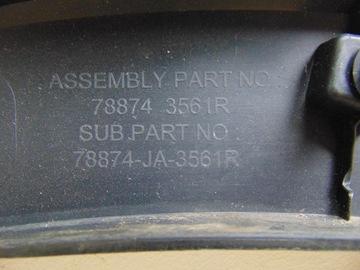 ASSEMBLY PART NO :
78874 3561R
SUB PART NO :
78874-JA-3561R